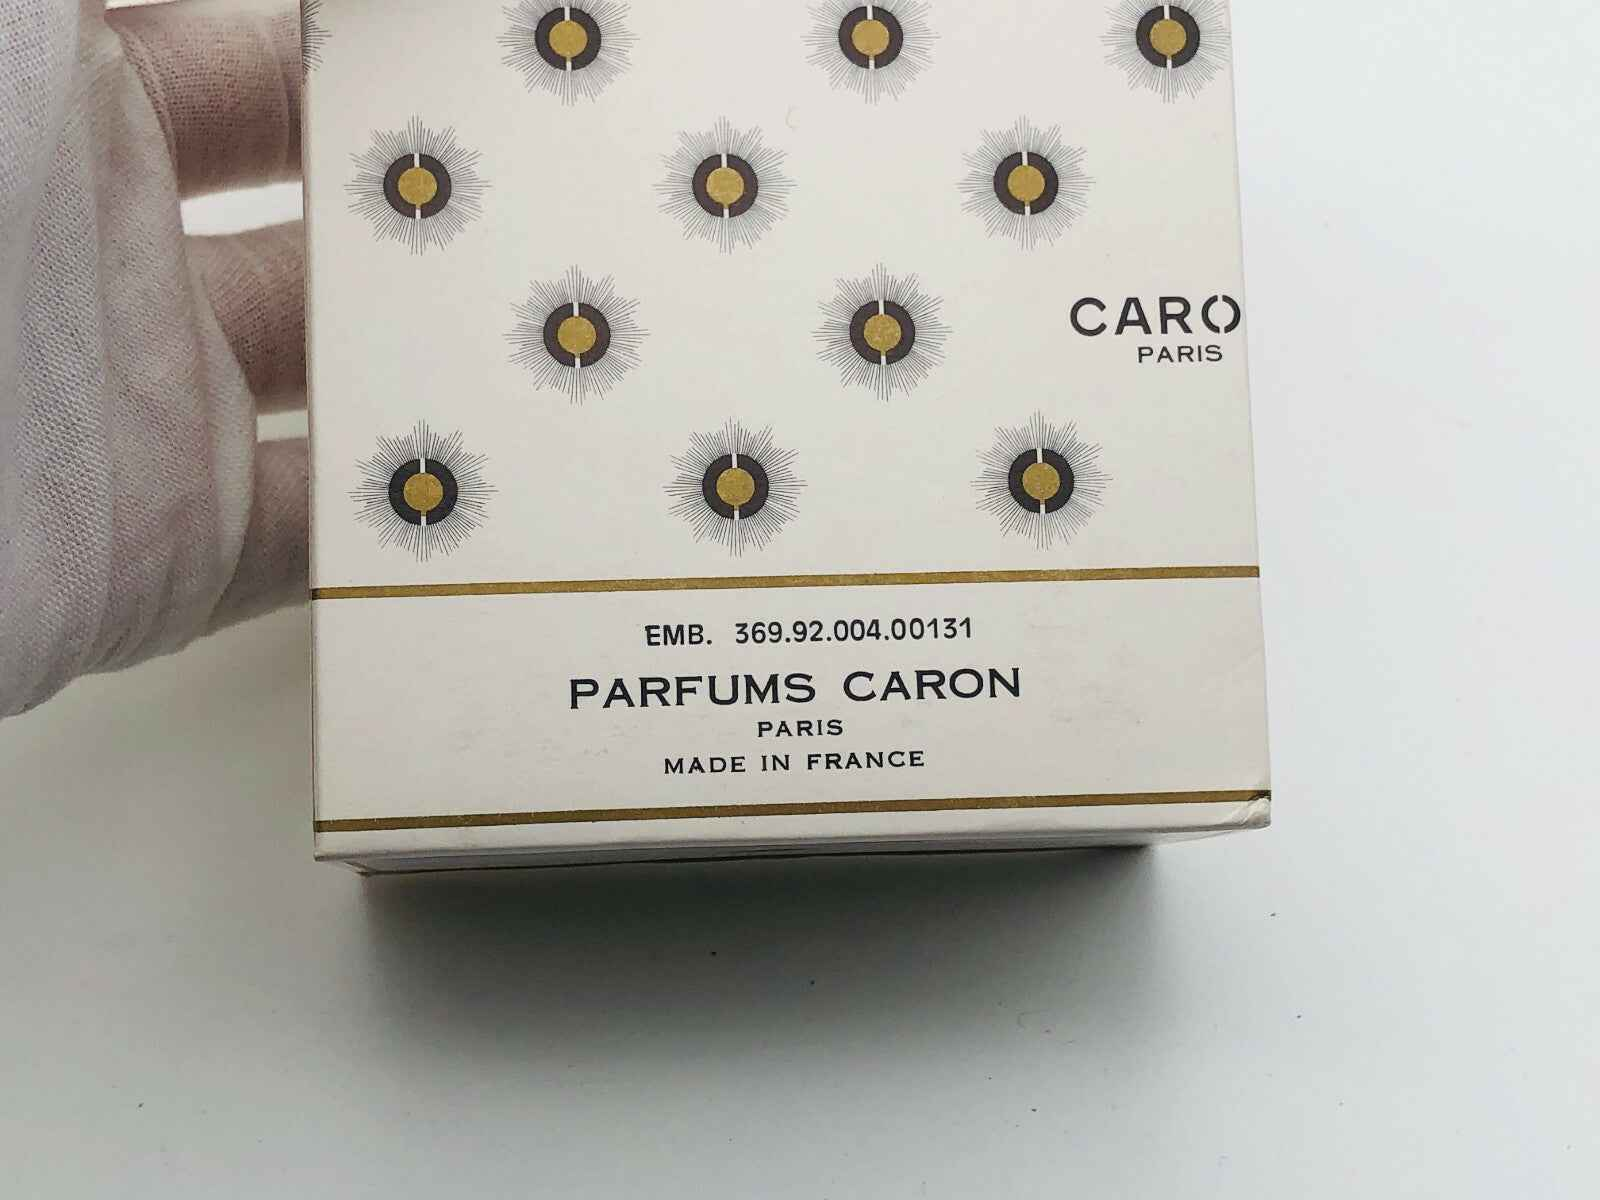 CARO
PARIS
EMB. 369.92.004.00131
PARFUMS CARON
PARIS
MADE IN FRANCE